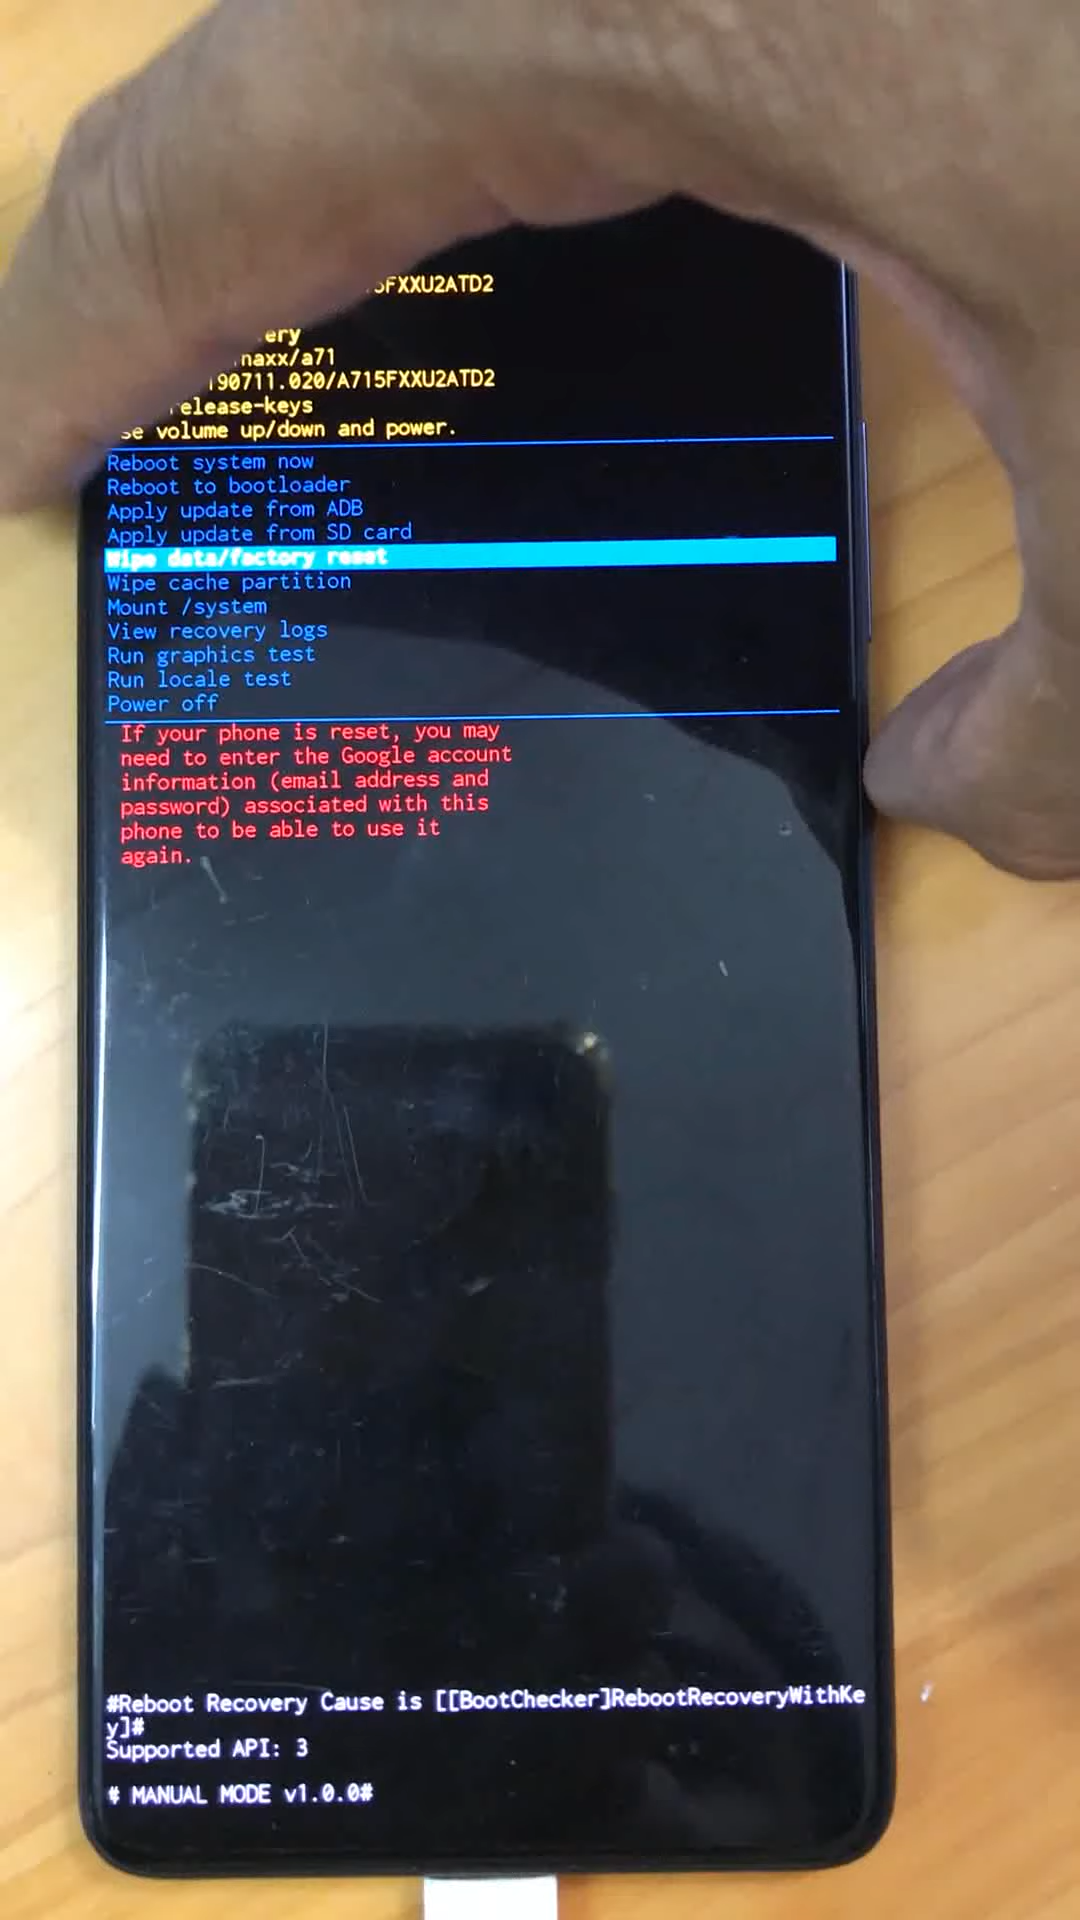 5FXXU2ATD2
ery
naxx/a71
190711.020/A715FXXU2ATD2
release-keys
se volume up/down and power.
Reboot system now
Reboot to bootloader
Apply update from ADB
Apply update from SD card
Wipe data/factory reset
Wipe cache partition
Mount /system
View recovery logs
Run graphics test
Run locale test
Power off
If your phone is reset, you may
need to enter the Google account
information (email address and
password) associated with this
phone to be able to use it
again.
#Reboot Recovery Cause is [[BootChecker]RebootRecoveryWithKe
y]#
Supported API: 3
# MANUAL MODE v1.0.0#